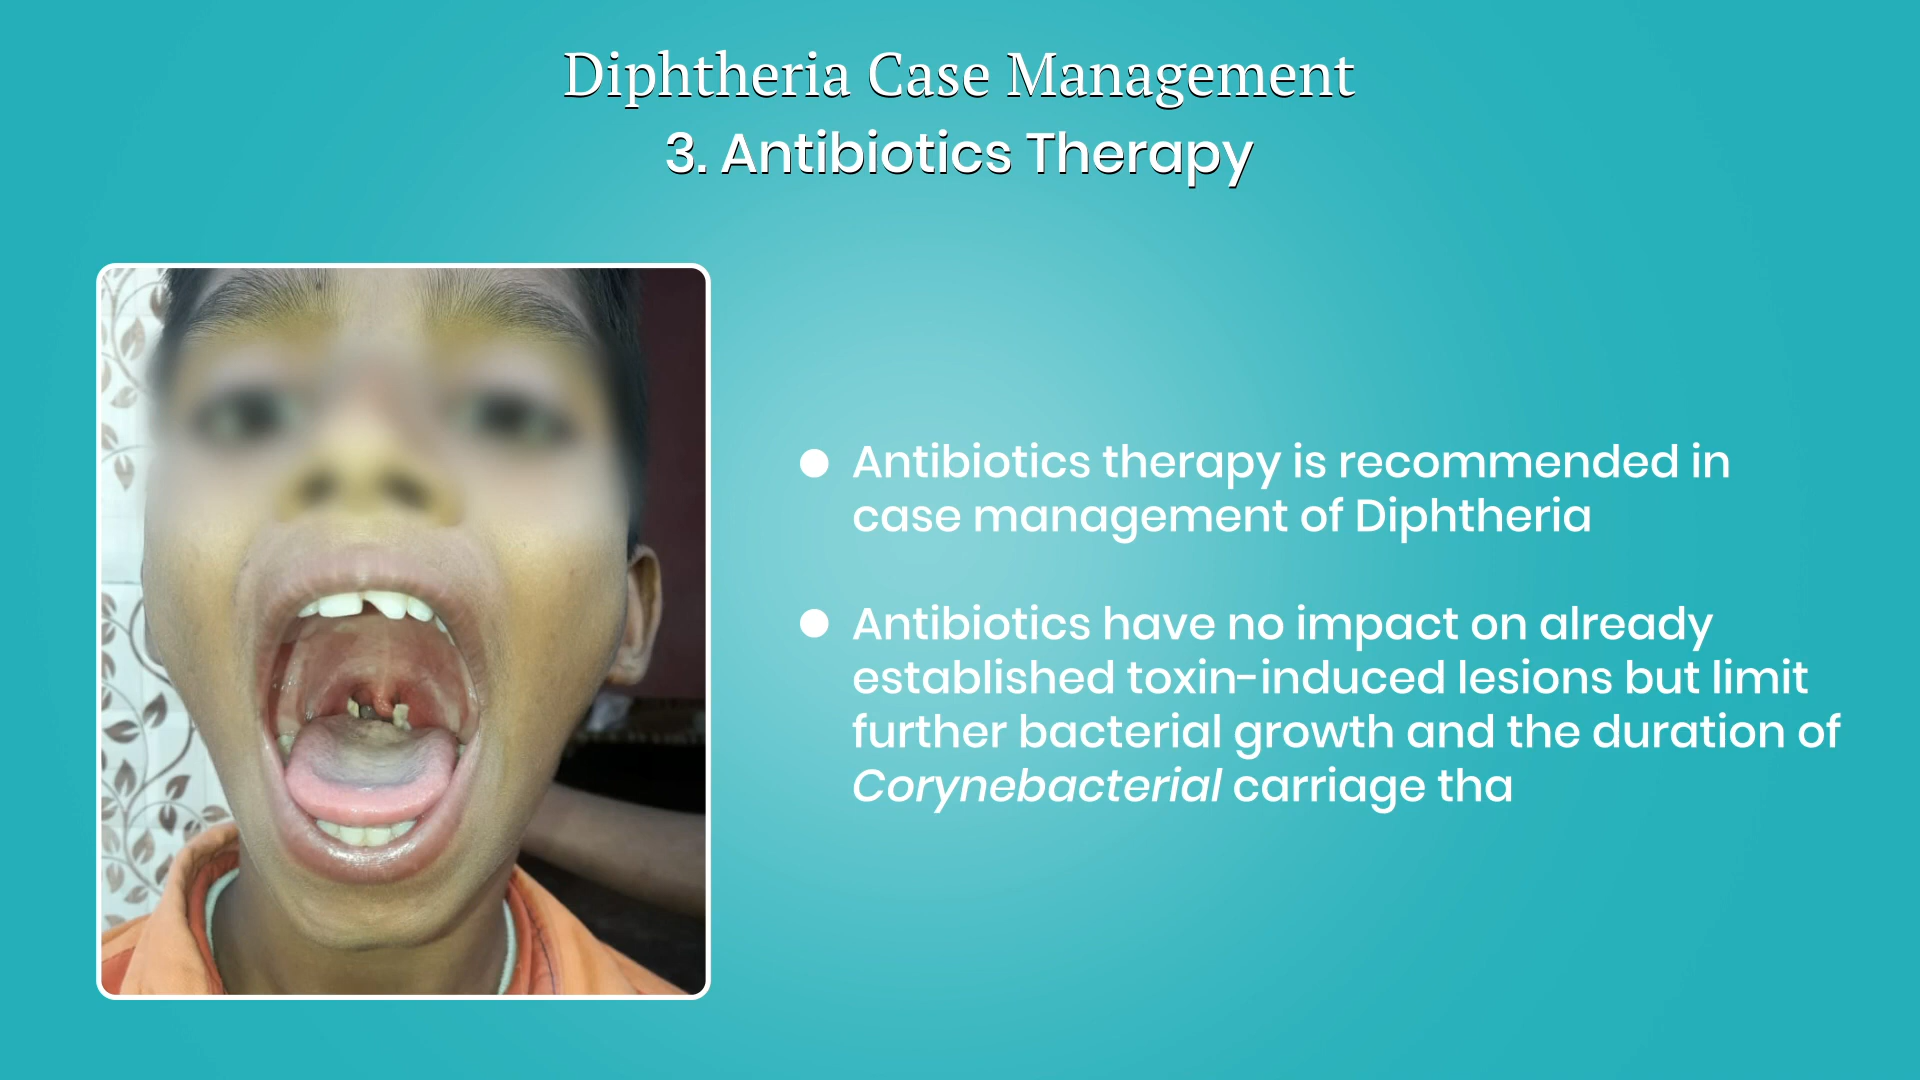 Diphtheria Case Management
3. Antibiotics Therapy
● Antibiotics therapy is recommended in
case management of Diphtheria
● Antibiotics have no impact on already
established toxin-induced lesions but limit
further bacterial growth and the duration of
Corynebacterial carriage tha